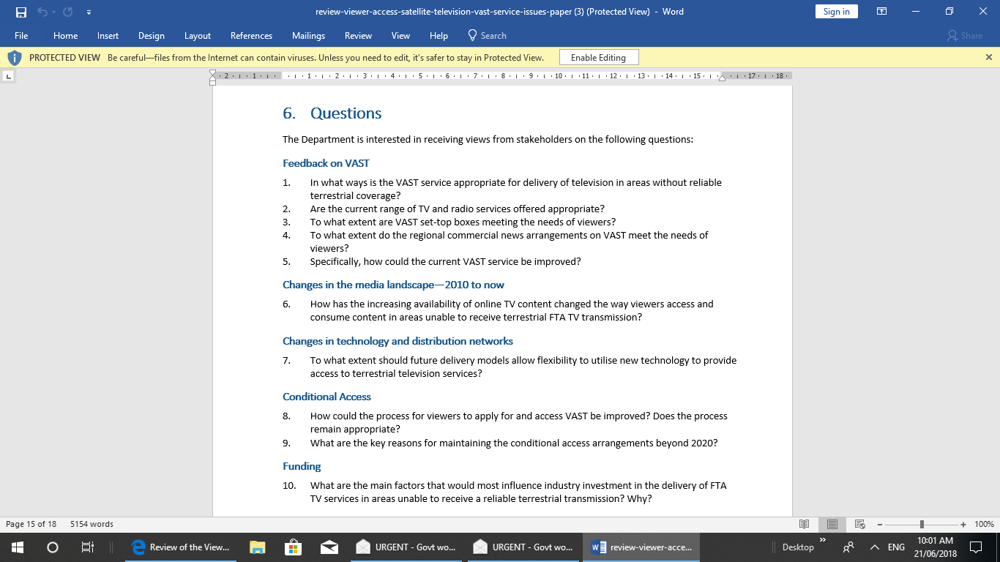 review-viewer-access-satellite-television-vast-service-issues-paper (3) (Protected View) - Word
Sign in
File Home Insert Design Layout References Mailings Review View Help Search Share
PROTECTED VIEW Be careful—files from the Internet can contain viruses. Unless you need to edit, it's safer to stay in Protected View. Enable Editing
2 1 1 2 3 4 5 6 7 8 9 10 11 12 13 14 15 17 18
6. Questions
The Department is interested in receiving views from stakeholders on the following questions:
Feedback on VAST
1. In what ways is the VAST service appropriate for delivery of television in areas without reliable
terrestrial coverage?
2. Are the current range of TV and radio services offered appropriate?
3. To what extent are VAST set-top boxes meeting the needs of viewers?
4. To what extent do the regional commercial news arrangements on VAST meet the needs of
viewers?
5. Specifically, how could the current VAST service be improved?
Changes in the media landscape—2010 to now
6. How has the increasing availability of online TV content changed the way viewers access and
consume content in areas unable to receive terrestrial FTA TV transmission?
Changes in technology and distribution networks
7. To what extent should future delivery models allow flexibility to utilise new technology to provide
access to terrestrial television services?
Conditional Access
8. How could the process for viewers to apply for and access VAST be improved? Does the process
remain appropriate?
9. What are the key reasons for maintaining the conditional access arrangements beyond 2020?
Funding
10. What are the main factors that would most influence industry investment in the delivery of FTA
TV services in areas unable to receive a reliable terrestrial transmission? Why?
Page 15 of 18 5154 words 100%
Review of the View... URGENT - Govt wo... URGENT - Govt wo... review-viewer-acce... Desktop ENG 10:01 AM
21/06/2018